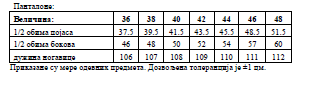 Панталоне:
Величина: 36 38 40 42 44 46 48
1/2 обима појаса 37.5 39.5 41.5 43.5 45.5 48.5 51.5
1/2 обима бокова 46 48 50 52 54 57 60
дужина ногавице 106 107 108 109 110 111 112
Приказане су мере одевних предмета. Дозвољена толеранција је ±1 цм.